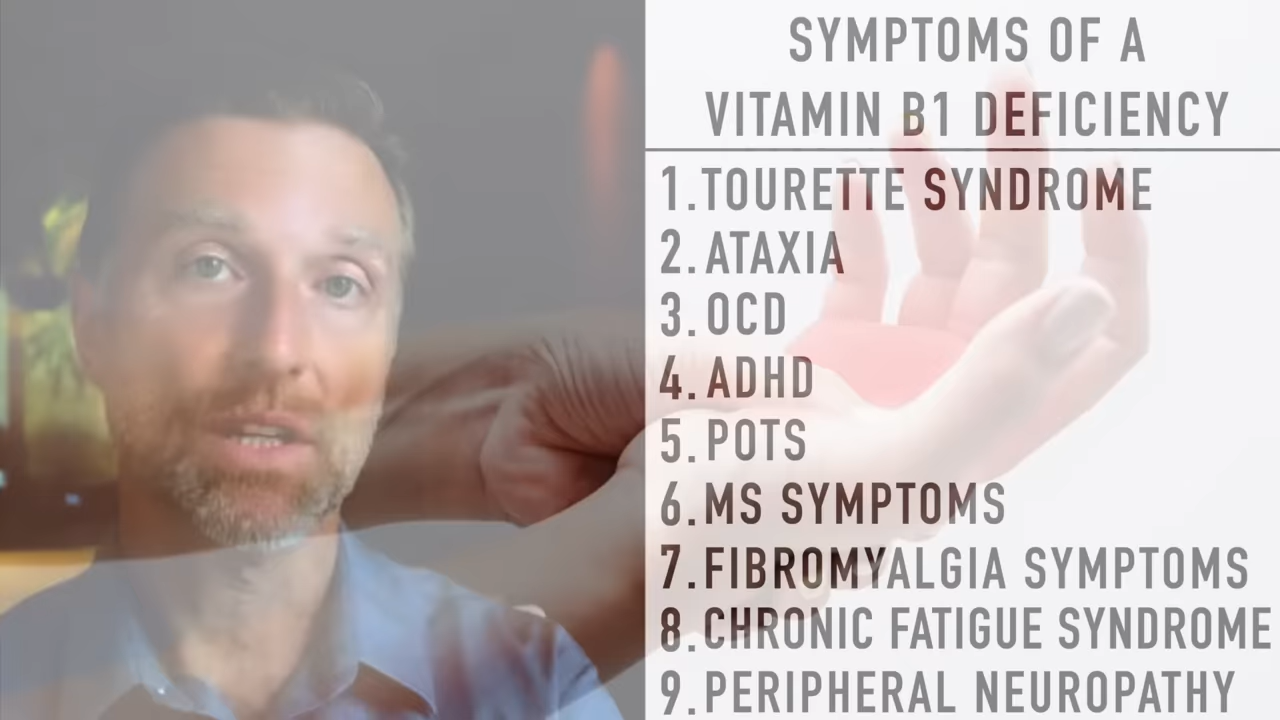 SYMPTOMS OF A
VITAMIN B1 DEFICIENCY
1. TOURETTE SYNDROME
2. ATAXIA
3. OCD
4. ADHD
5. POTS
6. MS SYMPTOMS
7. FIBROMYALGIA SYMPTOMS
8. CHRONIC FATIGUE SYNDROME
9. PERIPHERAL NEUROPATHY